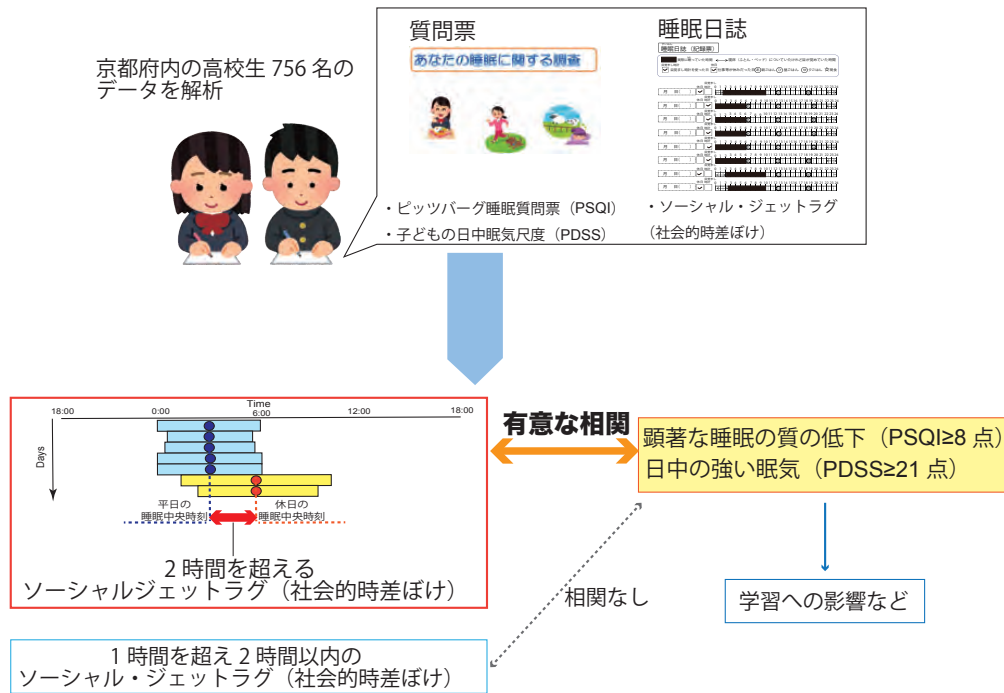 京都府内の高校生 756 名の
データを解析
質問票
あなたの睡眠に関する調査
・ピッツバーグ睡眠質問票（PSQI）
・子どもの日中眠気尺度（PDSS）
睡眠日誌
睡眠日誌（記録票）
・ソーシャル・ジェットラグ
（社会的時差ぼけ）
Time
18:00 0:00 6:00 12:00 18:00
Days
平日の
睡眠中央時刻
休日の
睡眠中央時刻
2 時間を超える
ソーシャルジェットラグ（社会的時差ぼけ）
有意な相関
顕著な睡眠の質の低下（PSQI≥8 点）
日中の強い眠気（PDSS≥21 点）
相関なし
学習への影響など
1 時間を超え 2 時間以内の
ソーシャル・ジェットラグ（社会的時差ぼけ）